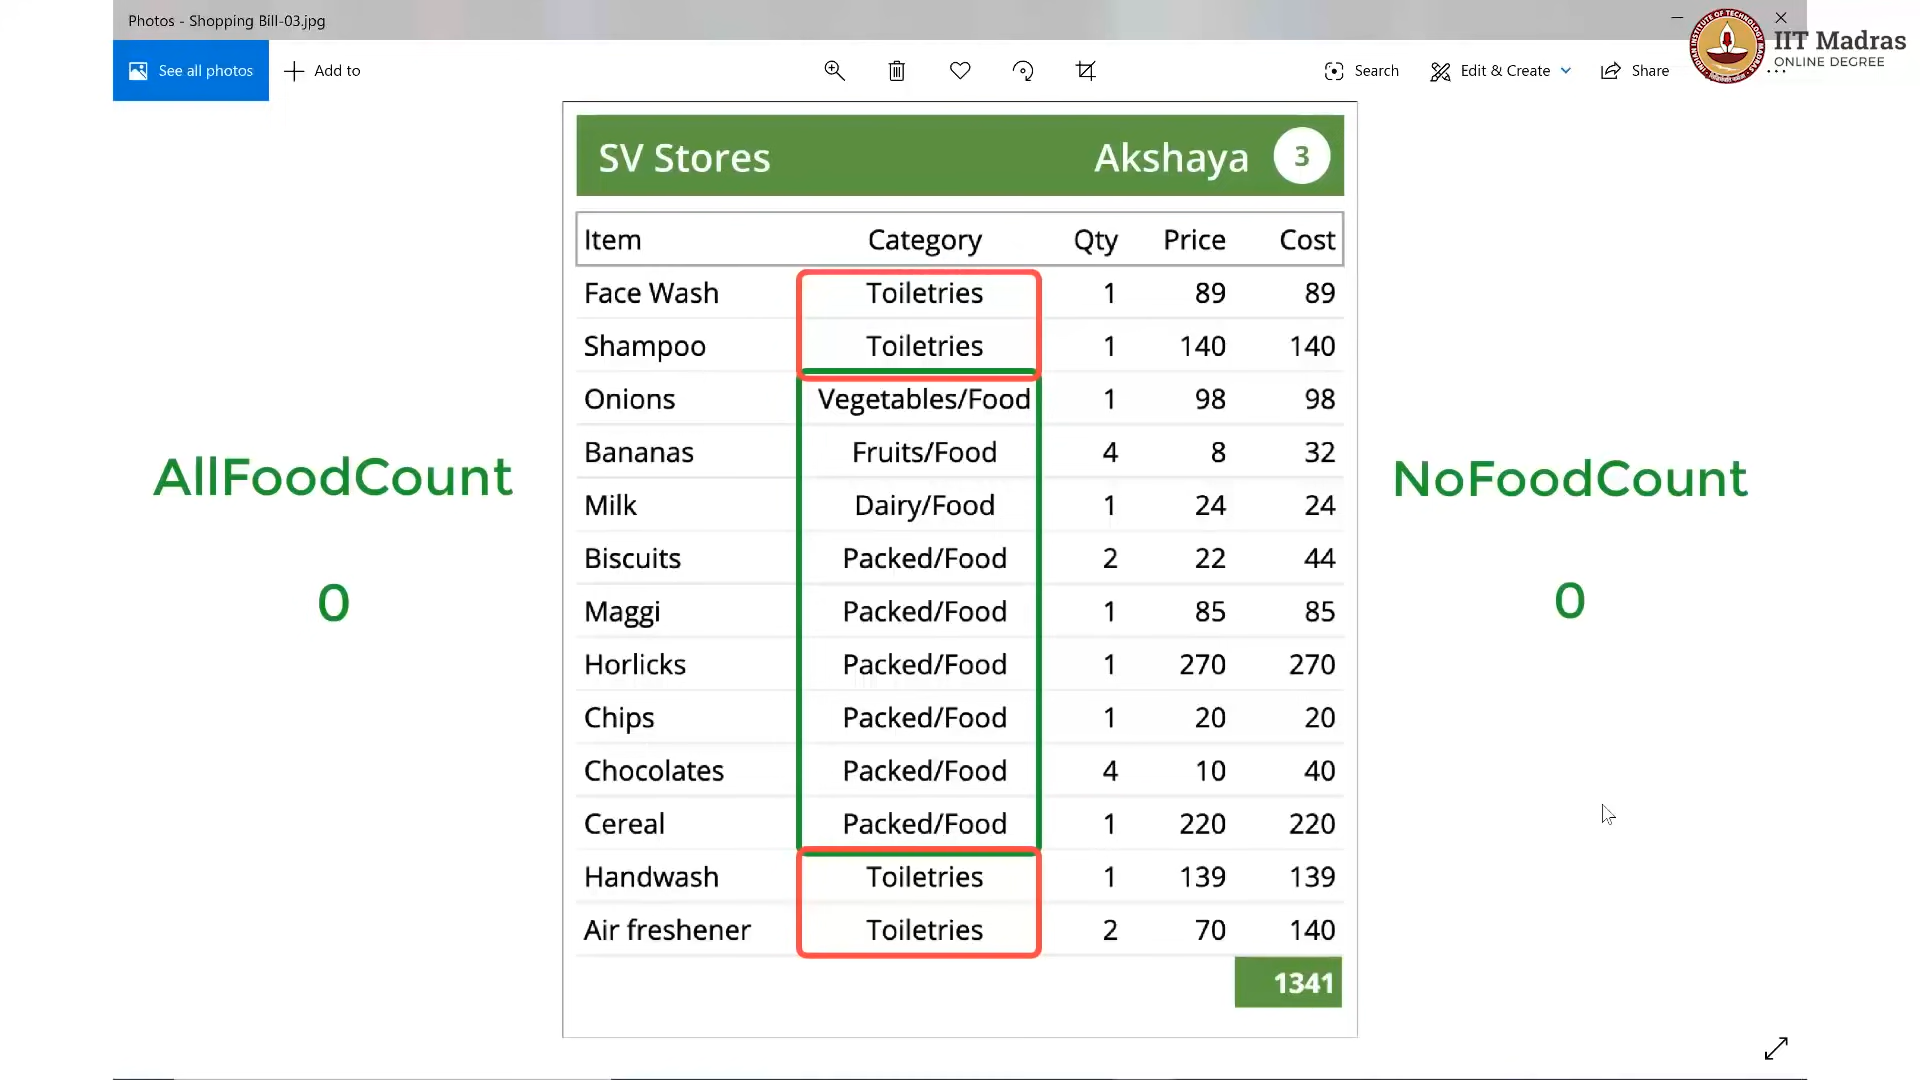 Photos - Shopping Bill-03.jpg
IIT Madras
ONLINE DEGREE
See all photos
Add to
Search
Edit & Create
Share
SV Stores Akshaya 3
Item Category Qty Price Cost
Face Wash Toiletries 1 89 89
Shampoo Toiletries 1 140 140
Onions Vegetables/Food 1 98 98
Bananas Fruits/Food 4 8 32
Milk Dairy/Food 1 24 24
Biscuits Packed/Food 2 22 44
Maggi Packed/Food 1 85 85
Horlicks Packed/Food 1 270 270
Chips Packed/Food 1 20 20
Chocolates Packed/Food 4 10 40
Cereal Packed/Food 1 220 220
Handwash Toiletries 1 139 139
Air freshener Toiletries 2 70 140
1341
AllFoodCount
0
NoFoodCount
0